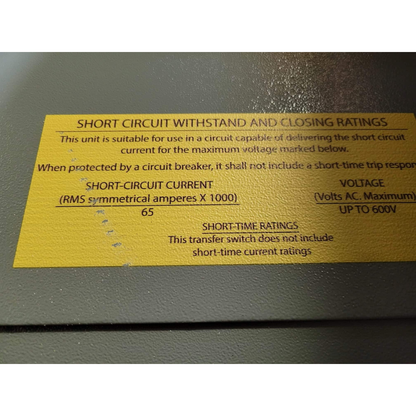 SHORT CIRCUIT WITHSTAND AND CLOSING RATINGS
This unit is suitable for use in a circuit capable of delivering the short circuit
current for the maximum voltage marked below.
When protected by a circuit breaker, it shall not include a short-time trip respon
SHORT-CIRCUIT CURRENT
(RMS symmetrical amperes X 1000)
65
VOLTAGE
(Volts AC, Maximum)
UP TO 600V
SHORT-TIME RATINGS
This transfer switch does not include
short-time current ratings